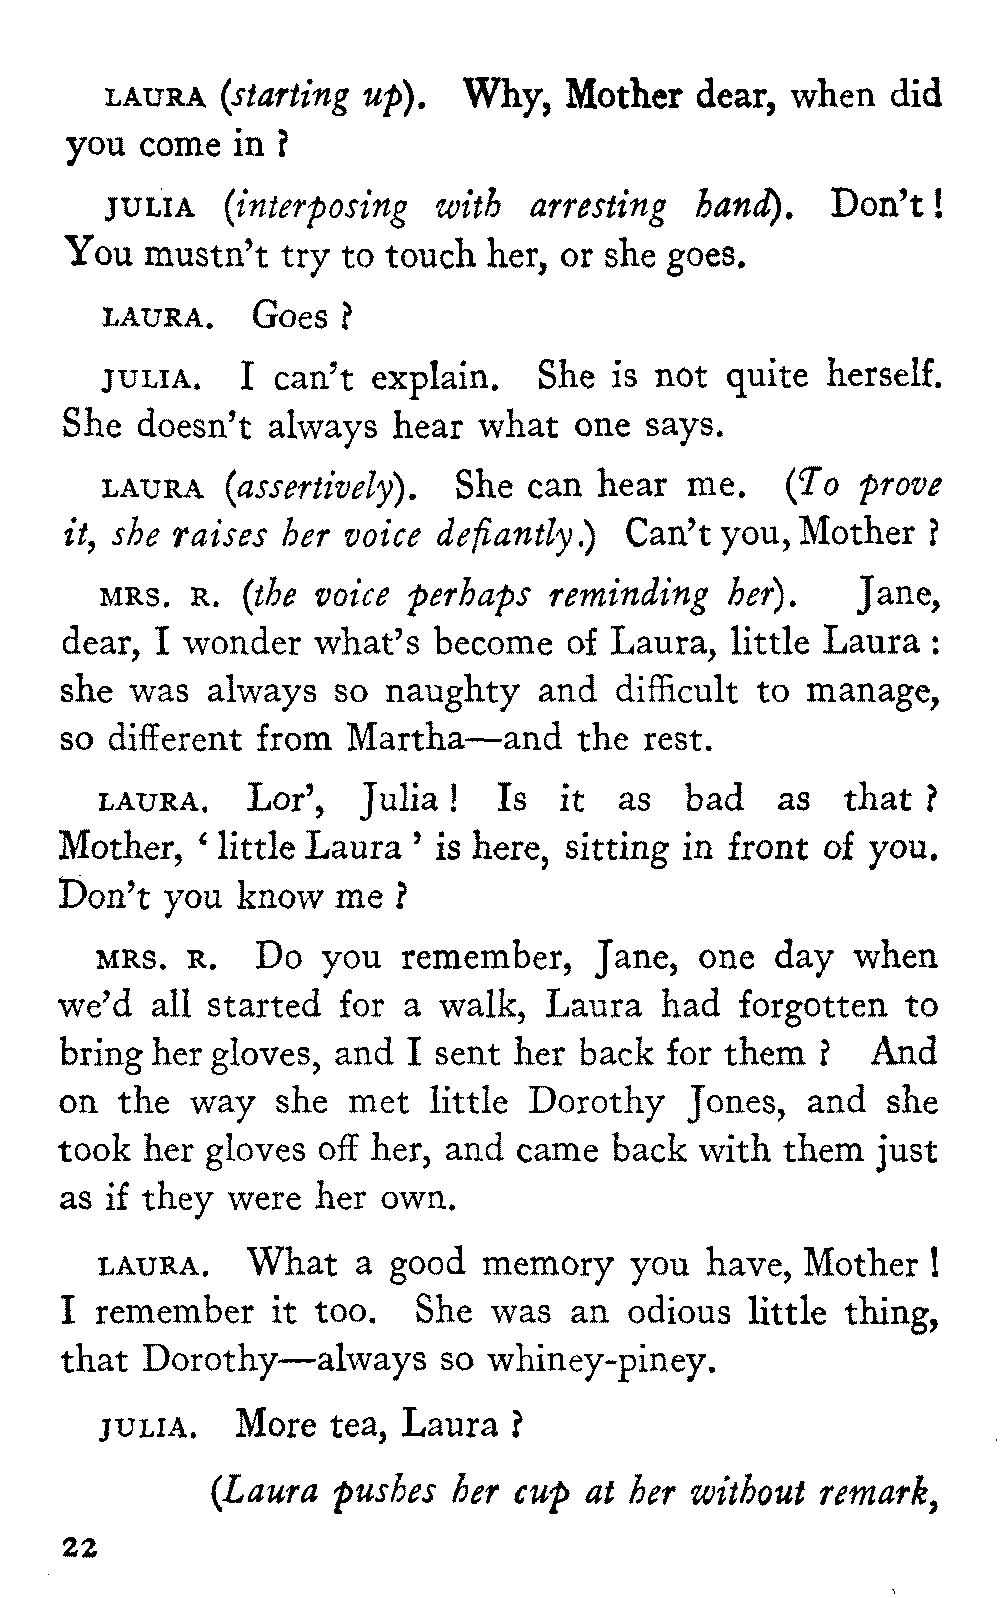 LAURA (starting up). Why, Mother dear, when did
you come in ?
JULIA (interposing with arresting hand). Don't !
You mustn't try to touch her, or she goes.
LAURA. Goes ?
JULIA. I can't explain. She is not quite herself.
She doesn't always hear what one says.
LAURA (assertively). She can hear me. (To prove
it, she raises her voice defiantly.) Can't you, Mother ?
MRS. R. (the voice perhaps reminding her). Jane,
dear, I wonder what's become of Laura, little Laura :
she was always so naughty and difficult to manage,
so different from Martha—and the rest.
LAURA. Lor', Julia ! Is it as bad as that ?
Mother, ‘ little Laura ’ is here, sitting in front of you.
Don't you know me ?
MRS. R. Do you remember, Jane, one day when
we'd all started for a walk, Laura had forgotten to
bring her gloves, and I sent her back for them ? And
on the way she met little Dorothy Jones, and she
took her gloves off her, and came back with them just
as if they were her own.
LAURA. What a good memory you have, Mother !
I remember it too. She was an odious little thing,
that Dorothy—always so whiney-piney.
JULIA. More tea, Laura ?
(Laura pushes her cup at her without remark,
22